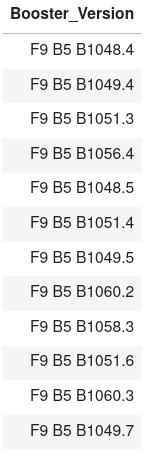 Booster_Version
F9 B5 B1048.4
F9 B5 B1049.4
F9 B5 B1051.3
F9 B5 B1056.4
F9 B5 B1048.5
F9 B5 B1051.4
F9 B5 B1049.5
F9 B5 B1060.2
F9 B5 B1058.3
F9 B5 B1051.6
F9 B5 B1060.3
F9 B5 B1049.7